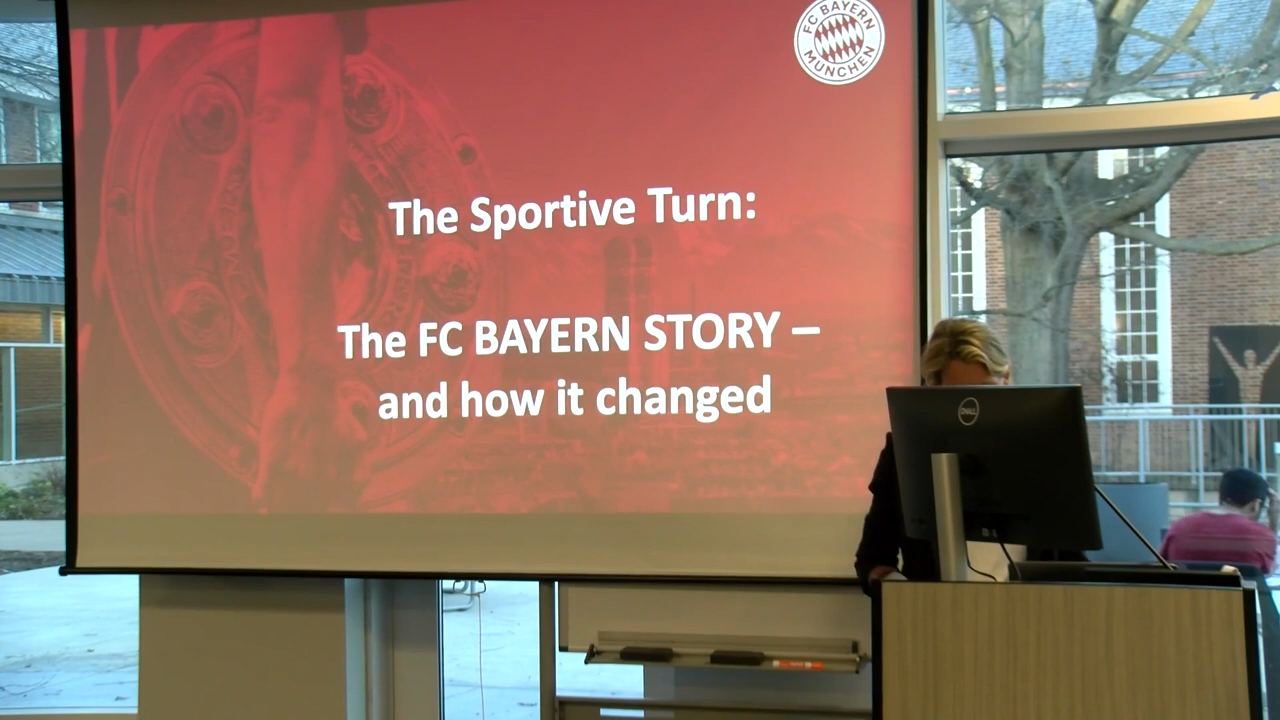 FC BAYERN
MÜNCHEN
The Sportive Turn:
The FC BAYERN STORY –
and how it changed
DELL